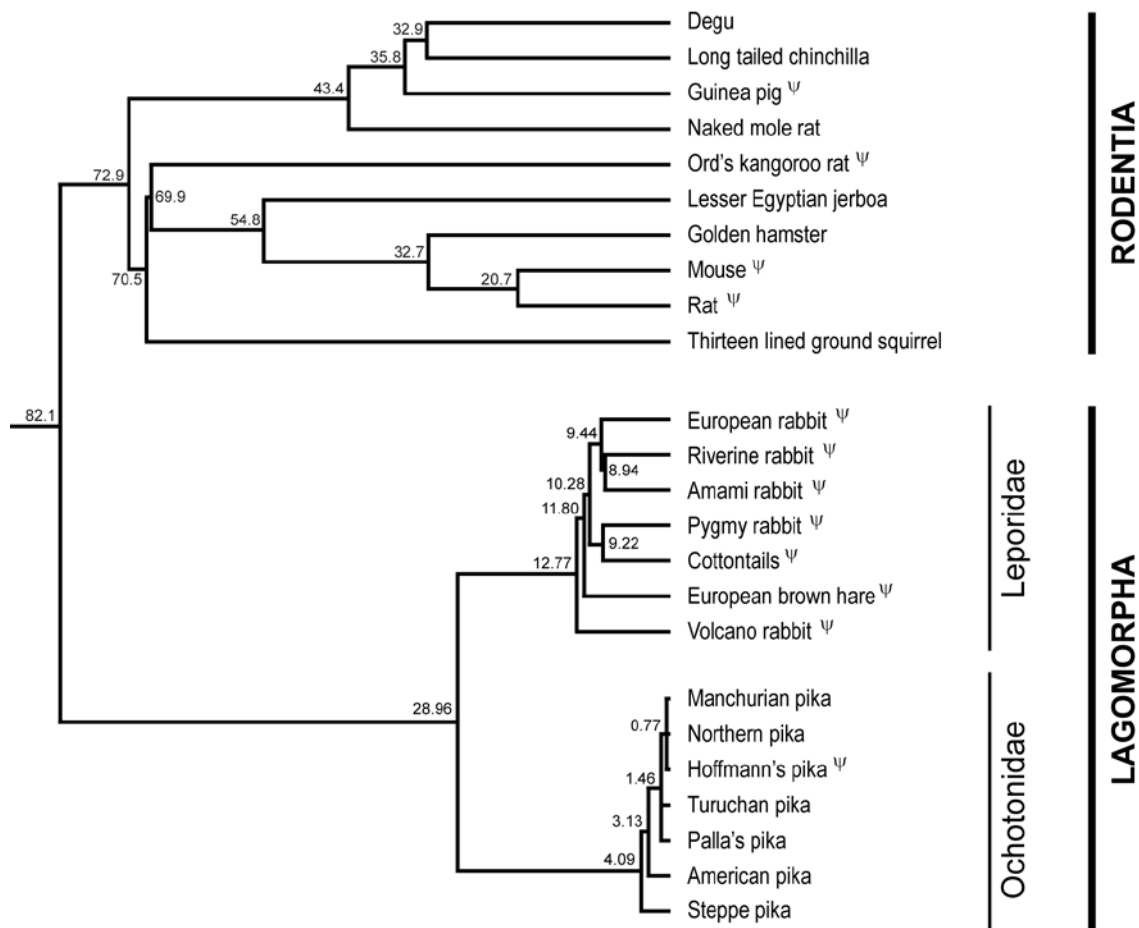 Degu
32.9
Long tailed chinchilla
35.8
Guinea pig ψ
43.4
Naked mole rat
Ord's kangoroo rat ψ
72.9
69.9
Lesser Egyptian jerboa
54.8
Golden hamster
32.7
Mouse ψ
70.5
20.7
Rat ψ
Thirteen lined ground squirrel
RODENTIA
82.1
European rabbit ψ
9.44
Riverine rabbit ψ
8.94
Amami rabbit ψ
10.28
11.80
Pygmy rabbit ψ
9.22
Cottontails ψ
12.77
European brown hare ψ
Volcano rabbit ψ
Leporidae
28.96
Manchurian pika
0.77
Northern pika
Hoffmann's pika ψ
1.46
Turuchan pika
3.13
Palla's pika
4.09
American pika
Steppe pika
Ochotonidae
LAGOMORPHA